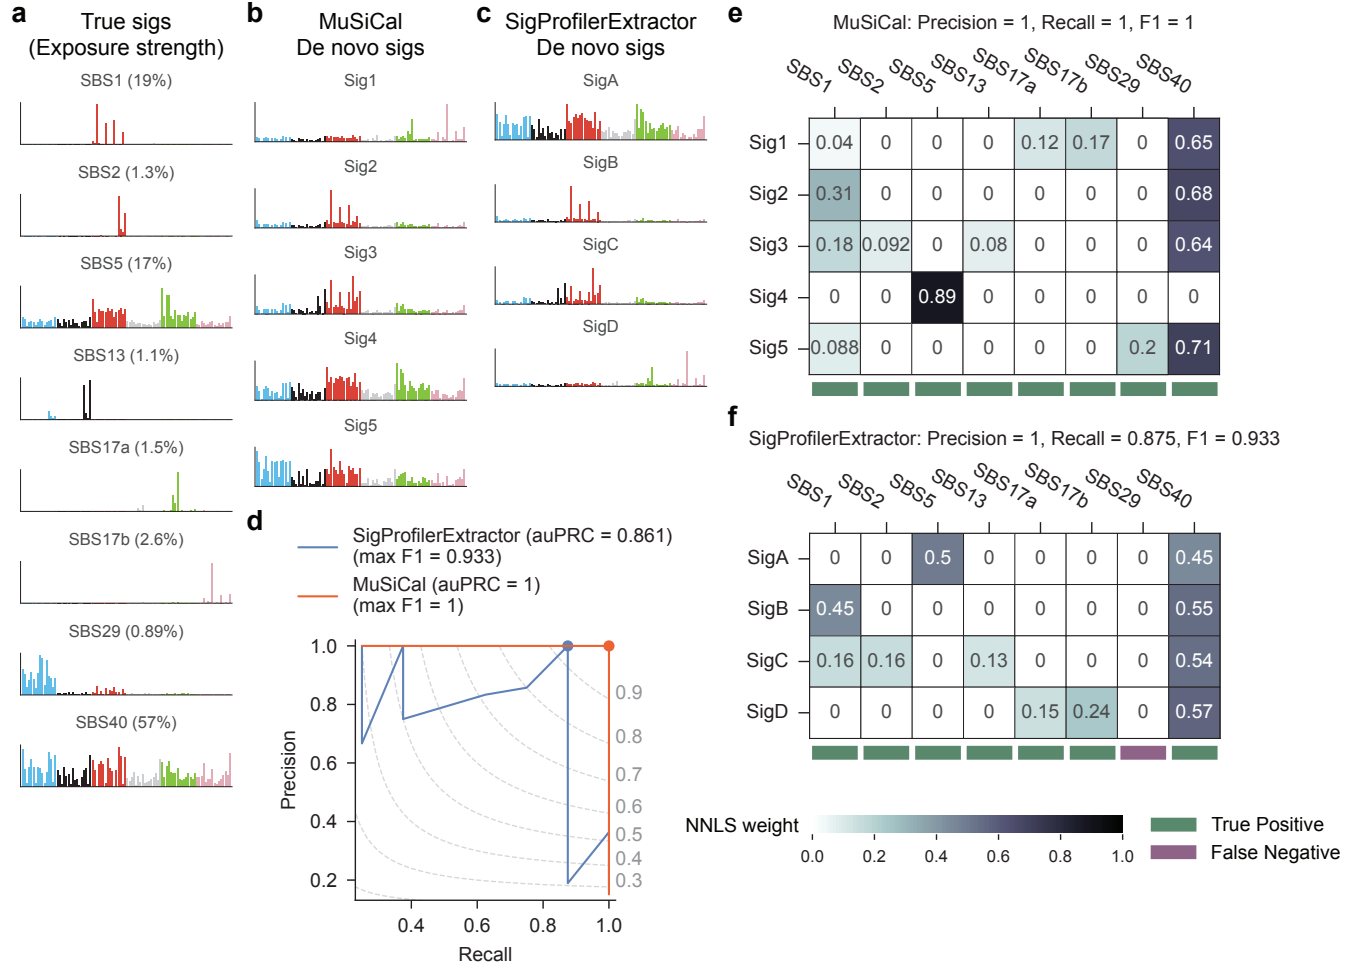 a
True sigs
(Exposure strength)
SBS1 (19%)
SBS2 (1.3%)
SBS5 (17%)
SBS13 (1.1%)
SBS17a (1.5%)
SBS17b (2.6%)
SBS29 (0.89%)
SBS40 (57%)
b
MuSiCal
De novo sigs
Sig1
Sig2
Sig3
Sig4
Sig5
c
SigProfilerExtractor
De novo sigs
SigA
SigB
SigC
SigD
d
SigProfilerExtractor (auPRC = 0.861)
(max F1 = 0.933)
MuSiCal (auPRC = 1)
(max F1 = 1)
Precision
1.0
0.8
0.6
0.4
0.2
0.9
0.8
0.7
0.6
0.5
0.4
0.3
0.4 0.6 0.8 1.0
Recall
e
MuSiCal: Precision = 1, Recall = 1, F1 = 1
SBS1 SBS2 SBS5 SBS13 SBS17a SBS17b SBS29 SBS40
Sig1 0.04 0 0 0 0.12 0.17 0 0.65
Sig2 0.31 0 0 0 0 0 0 0.68
Sig3 0.18 0.092 0 0.08 0 0 0 0.64
Sig4 0 0 0.89 0 0 0 0 0
Sig5 0.088 0 0 0 0 0 0.2 0.71
f
SigProfilerExtractor: Precision = 1, Recall = 0.875, F1 = 0.933
SBS1 SBS2 SBS5 SBS13 SBS17a SBS17b SBS29 SBS40
SigA 0 0 0.5 0 0 0 0 0.45
SigB 0.45 0 0 0 0 0 0 0.55
SigC 0.16 0.16 0 0.13 0 0 0 0.54
SigD 0 0 0 0 0.15 0.24 0 0.57
NNLS weight
0.0 0.2 0.4 0.6 0.8 1.0
True Positive
False Negative